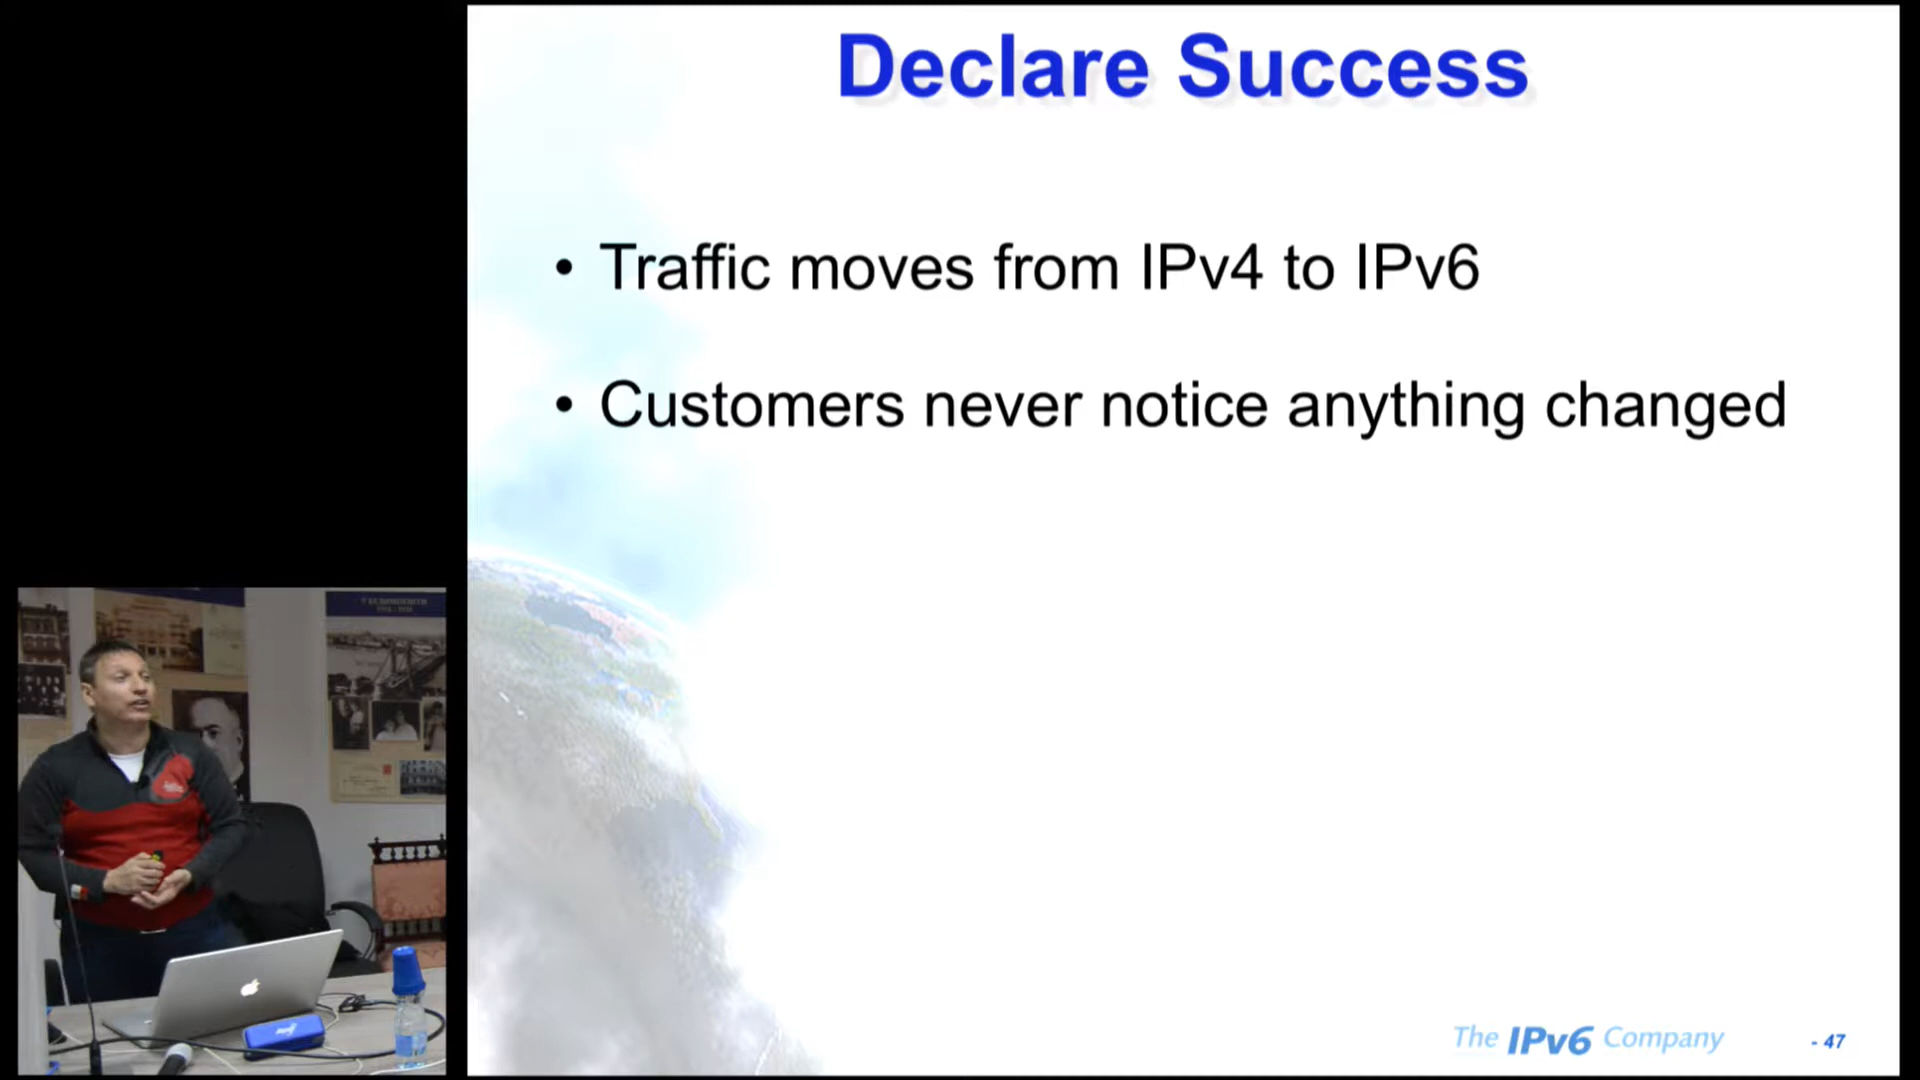 Declare Success
• Traffic moves from IPv4 to IPv6
• Customers never notice anything changed
The IPv6 Company
- 47